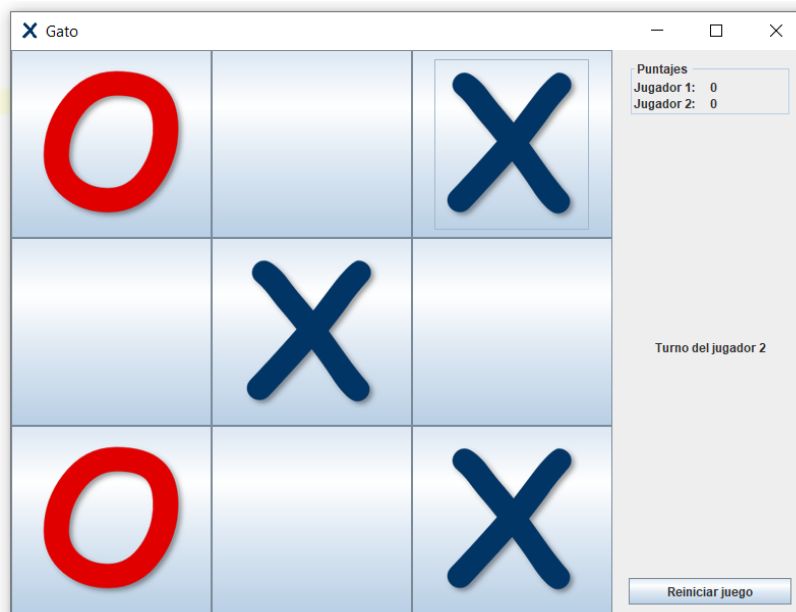 Gato
O X
X
O X
Puntajes
Jugador 1: 0
Jugador 2: 0
Turno del jugador 2
Reiniciar juego